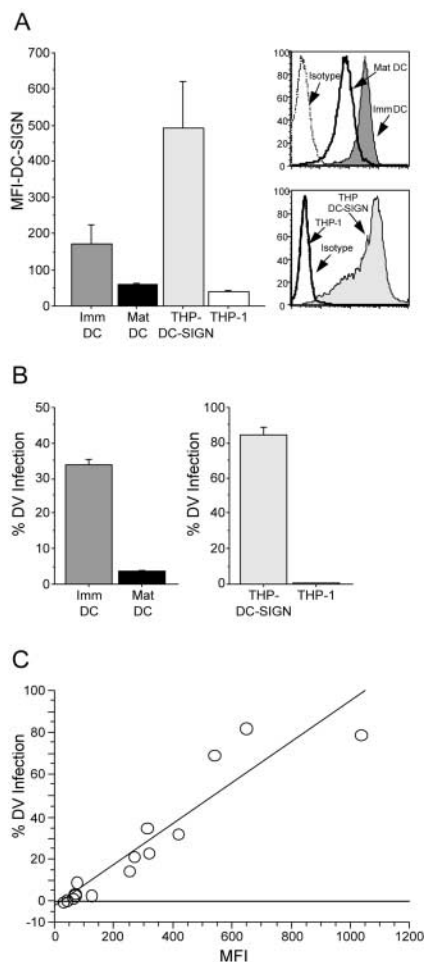 A
MFI-DC-SIGN
700
600
500
400
300
200
100
0
Imm DC
Mat DC
THP-DC-SIGN
THP-1
100
80
60
40
20
0
Isotype
Mat DC
Imm DC
100
80
60
40
20
0
THP DC-SIGN
THP-1
Isotype
B
% DV Infection
50
40
30
20
10
0
Imm DC
Mat DC
% DV Infection
100
80
60
40
20
0
THP-DC-SIGN
THP-1
C
% DV Infection
100
80
60
40
20
0
-10
0
200
400
600
800
1000
1200
MFI